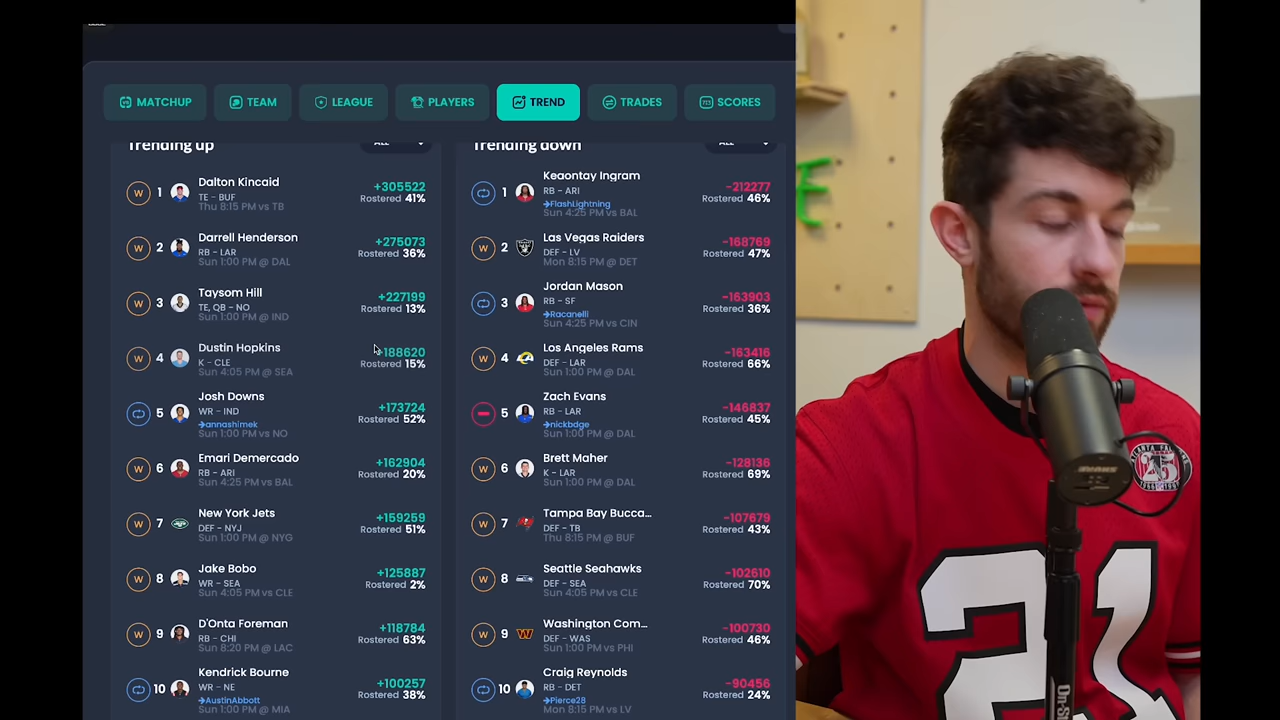 MATCHUP
TEAM
LEAGUE
PLAYERS
TREND
TRADES
SCORES
Trending up
ALL
W
1
Dalton Kincaid
TE - BUF
Thu 8:15 PM vs TB
+305522
Rostered 41%
W
2
Darrell Henderson
RB - LAR
Sun 1:00 PM @ DAL
+275073
Rostered 36%
W
3
Taysom Hill
TE, QB - NO
Sun 1:00 PM @ IND
+227199
Rostered 13%
W
4
Dustin Hopkins
K - CLE
Sun 4:05 PM @ SEA
+188620
Rostered 15%
5
Josh Downs
WR - IND
→annashimek
Sun 1:00 PM vs NO
+173724
Rostered 52%
W
6
Emari Demercado
RB - ARI
Sun 4:25 PM vs BAL
+162904
Rostered 20%
W
7
New York Jets
DEF - NYJ
Sun 1:00 PM @ NYG
+159259
Rostered 51%
W
8
Jake Bobo
WR - SEA
Sun 4:05 PM vs CLE
+125887
Rostered 2%
W
9
D'Onta Foreman
RB - CHI
Sun 8:20 PM @ LAC
+118784
Rostered 63%
10
Kendrick Bourne
WR - NE
→AustinAbbott
Sun 1:00 PM @ MIA
+100257
Rostered 38%
Trending down
ALL
1
Keaontay Ingram
RB - ARI
→FlashLightning
Sun 4:25 PM vs BAL
-212277
Rostered 46%
W
2
Las Vegas Raiders
DEF - LV
Mon 8:15 PM @ DET
-168769
Rostered 47%
3
Jordan Mason
RB - SF
→Racanelli
Sun 4:25 PM vs CIN
-163903
Rostered 36%
W
4
Los Angeles Rams
DEF - LAR
Sun 1:00 PM @ DAL
-163416
Rostered 66%
5
Zach Evans
RB - LAR
→nickbdge
Sun 1:00 PM @ DAL
-146837
Rostered 45%
W
6
Brett Maher
K - LAR
Sun 1:00 PM @ DAL
-128136
Rostered 69%
W
7
Tampa Bay Bucca...
DEF - TB
Thu 8:15 PM @ BUF
-107679
Rostered 43%
W
8
Seattle Seahawks
DEF - SEA
Sun 4:05 PM vs CLE
-102610
Rostered 70%
W
9
Washington Com...
DEF - WAS
Sun 1:00 PM vs PHI
-100730
Rostered 46%
10
Craig Reynolds
RB - DET
→Pierce28
Mon 8:15 PM vs LV
-90456
Rostered 24%
21
25